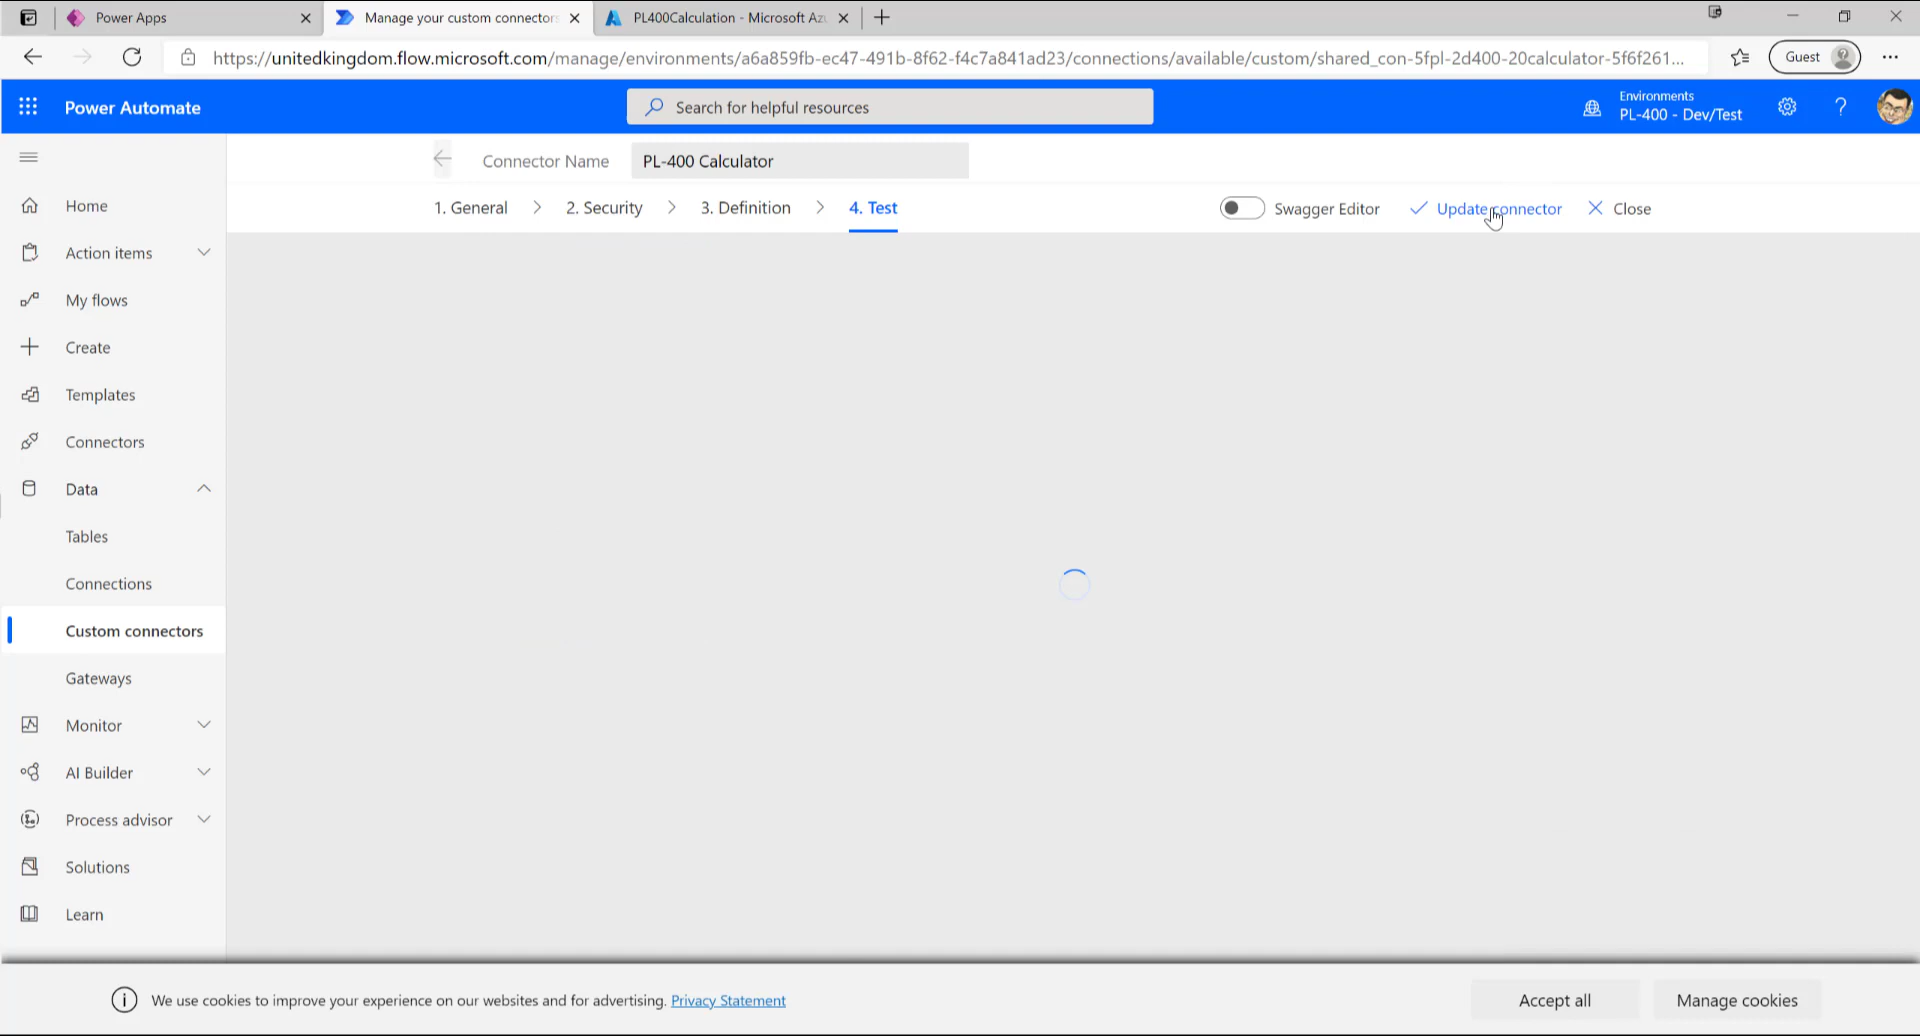 Power Apps
Manage your custom connectors
PL400Calculation - Microsoft Az
https://unitedkingdom.flow.microsoft.com/manage/environments/a6a859fb-ec47-491b-8f62-f4c7a841ad23/connections/available/custom/shared_con-5fpl-2d400-20calculator-5f6f261...
Guest
Power Automate
Search for helpful resources
Environments
PL-400 - Dev/Test
Connector Name
PL-400 Calculator
1. General
2. Security
3. Definition
4. Test
Swagger Editor
Update connector
Close
Home
Action items
My flows
Create
Templates
Connectors
Data
Tables
Connections
Custom connectors
Gateways
Monitor
AI Builder
Process advisor
Solutions
Learn
We use cookies to improve your experience on our websites and for advertising. Privacy Statement
Accept all
Manage cookies